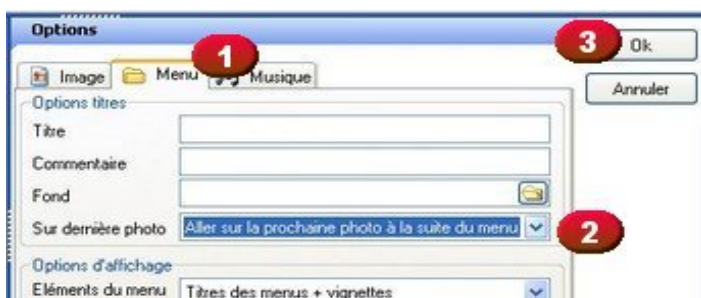 Options
1
3
Ok
Image
Menu
Musique
Annuler
Options titres
Titre
Commentaire
Fond
Sur dernière photo
Aller sur la prochaine photo à la suite du menu
2
Options d'affichage
Eléments du menu
Titres des menus + vignettes